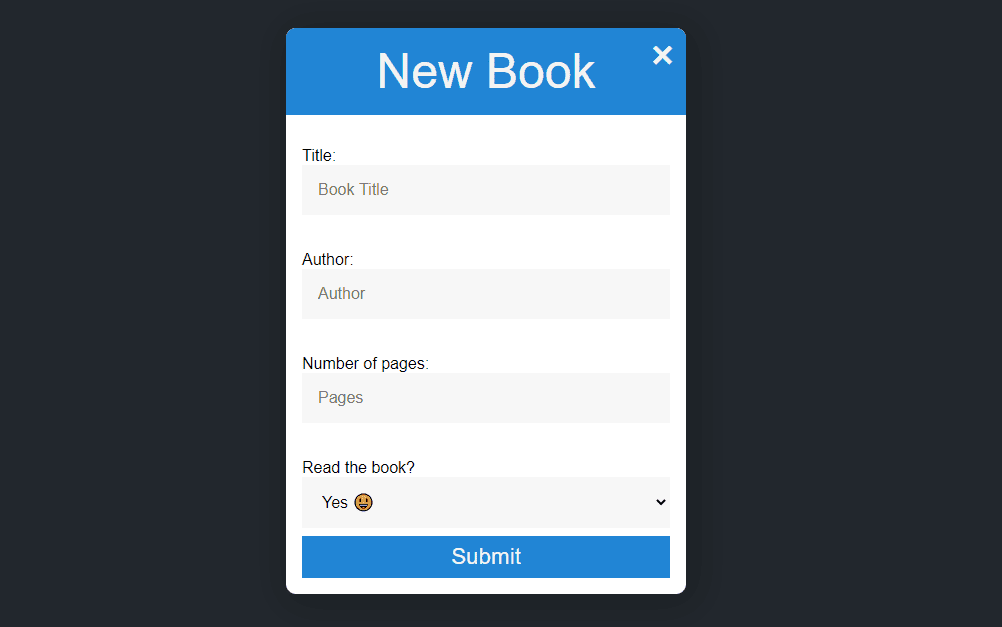 New Book ×
Title:
Book Title
Author:
Author
Number of pages:
Pages
Read the book?
Yes 😃
Submit